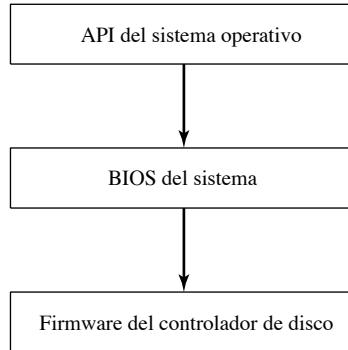 API del sistema operativo
BIOS del sistema
Firmware del controlador de disco